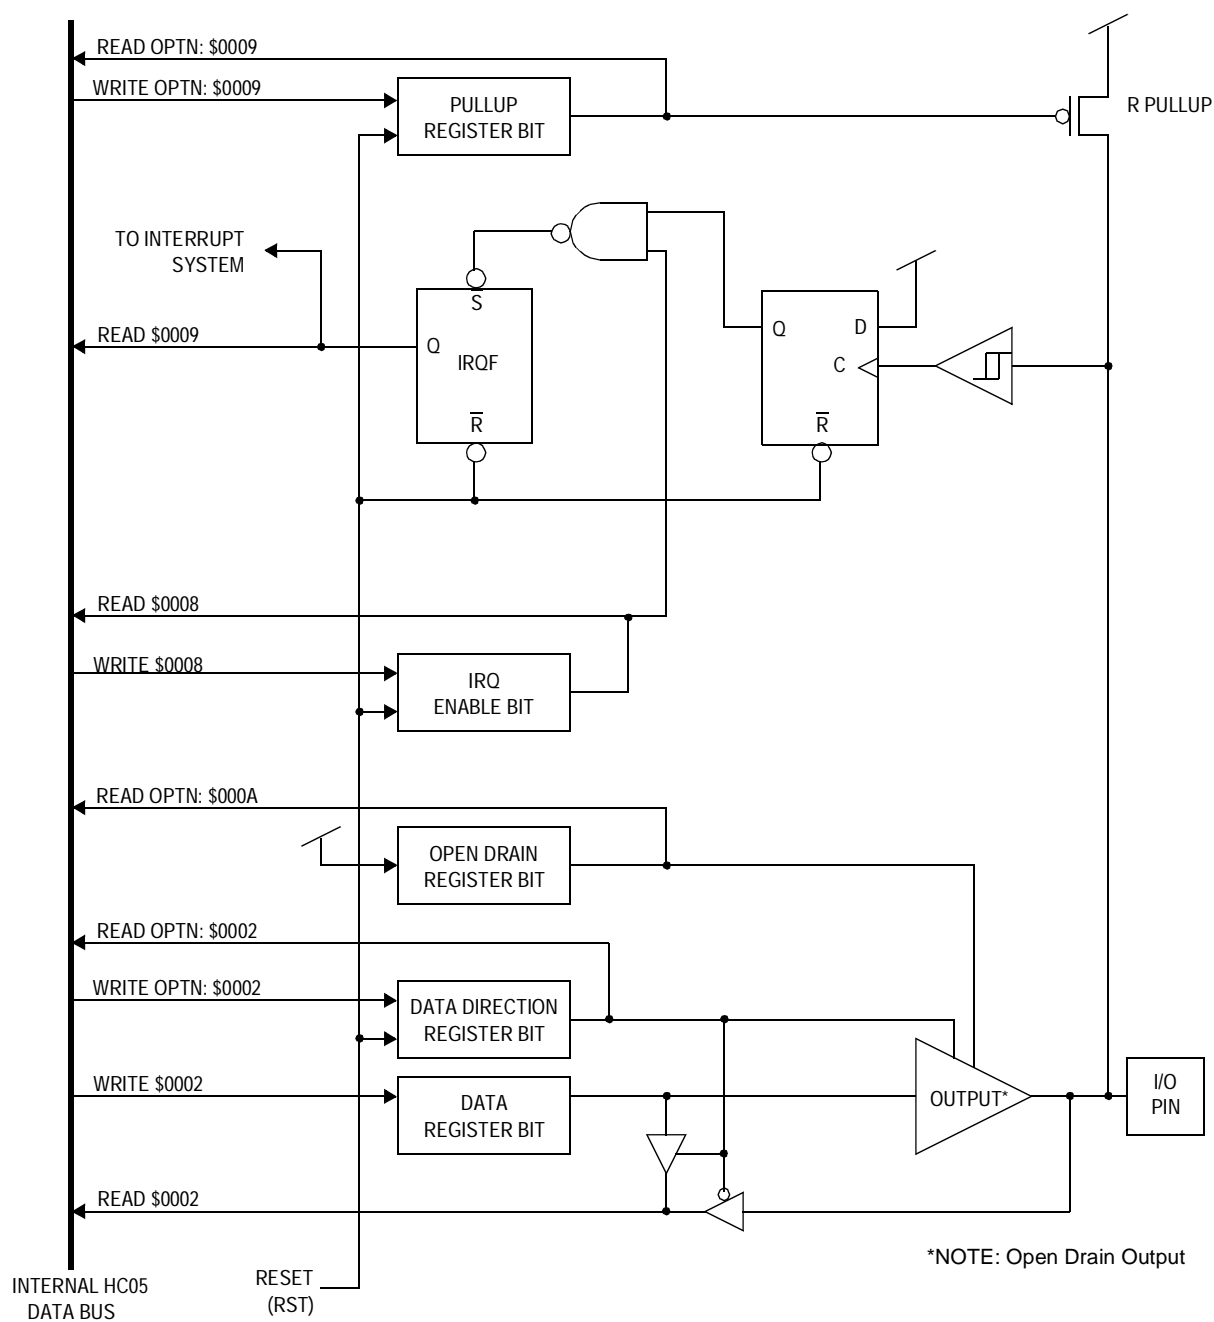 READ OPTN: $0009
WRITE OPTN: $0009
PULLUP
REGISTER BIT
R PULLUP
TO INTERRUPT
SYSTEM
S
Q
IRQF
R
READ $0009
Q
D
C
R
READ $0008
WRITE $0008
IRQ
ENABLE BIT
READ OPTN: $000A
OPEN DRAIN
REGISTER BIT
READ OPTN: $0002
WRITE OPTN: $0002
DATA DIRECTION
REGISTER BIT
WRITE $0002
DATA
REGISTER BIT
OUTPUT*
I/O
PIN
READ $0002
*NOTE: Open Drain Output
INTERNAL HC05
DATA BUS
RESET
(RST)